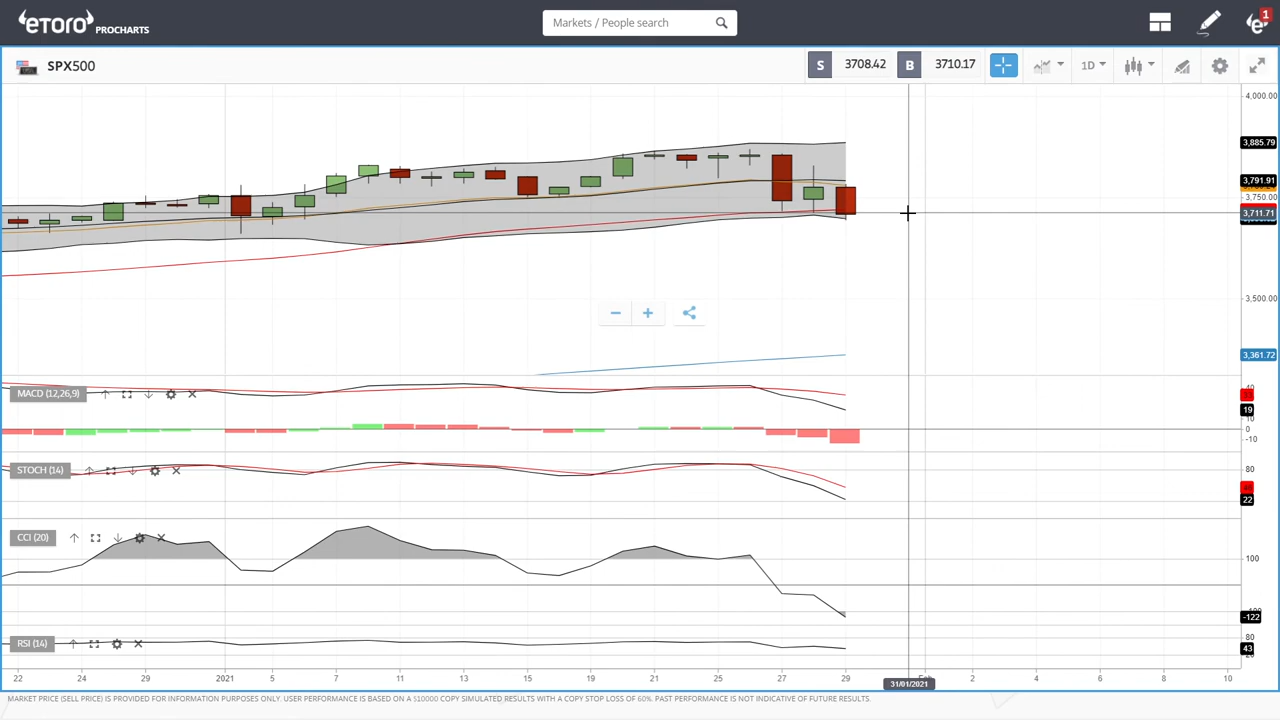 eTORO PROCHARTS
Markets / People search
1
SPX500
S 3708.42 B 3710.17
1D
4,000.00
3,885.79
3,791.91
3,750.00
3,711.71
3,500.00
3,361.72
MACD (12,26,9)
40
19
10
0
-10
STOCH (14)
80
22
CCI (20)
100
-122
RSI (14)
80
43
22 24 29 2021 5 7 11 13 15 19 21 25 27 29 31/01/2021 2 4 6 8 10
MARKET PRICE (SELL PRICE) IS PROVIDED FOR INFORMATION PURPOSES ONLY. USER PERFORMANCE IS BASED ON A $10000 COPY SIMULATED RESULTS WITH A COPY STOP LOSS OF 60%. PAST PERFORMANCE IS NOT INDICATIVE OF FUTURE RESULTS.